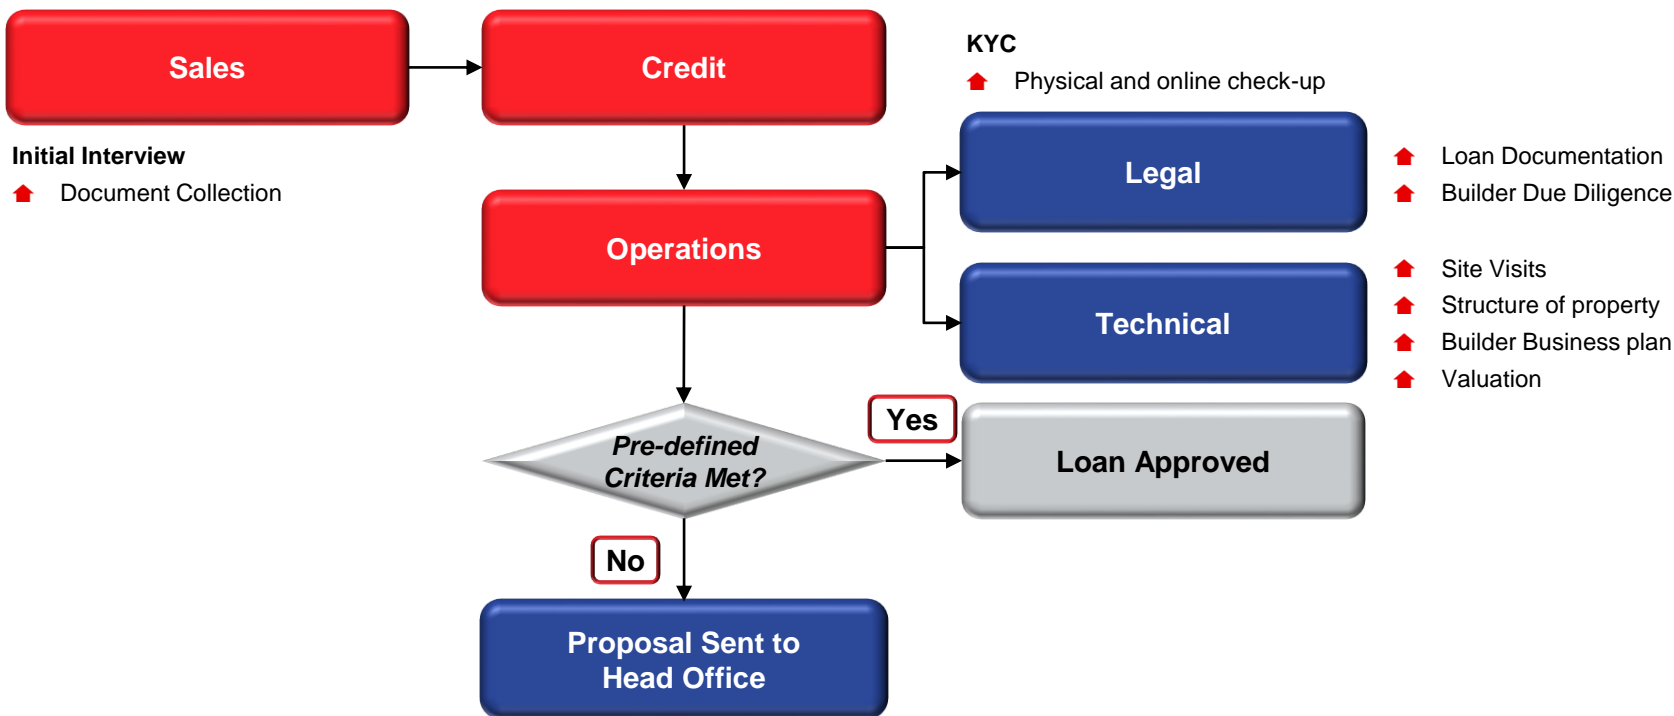 Sales
Credit
KYC
Physical and online check-up
Initial Interview
Document Collection
Legal
Loan Documentation
Builder Due Diligence
Operations
Technical
Site Visits
Structure of property
Builder Business plan
Valuation
Pre-defined
Criteria Met?
Yes
Loan Approved
No
Proposal Sent to
Head Office